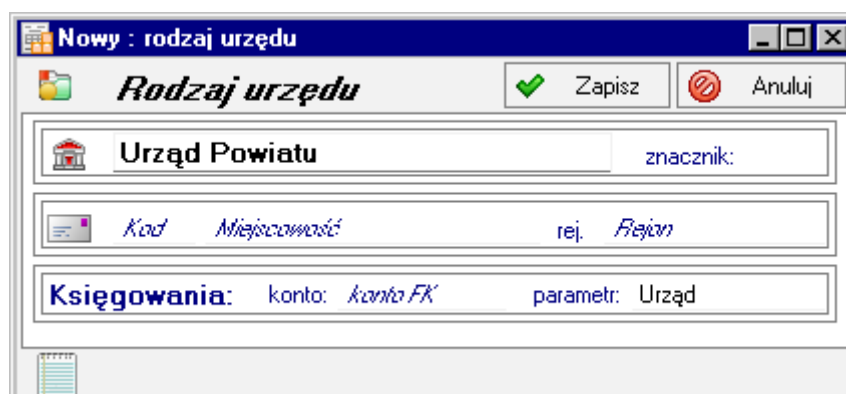 Nowy : rodzaj urzędu
Rodzaj urzędu Zapisz Anuluj
Urząd Powiatu znacznik:
Kod Miejscowość rej. Rejon
Księgowania: konto: konto FK parametr: Urząd